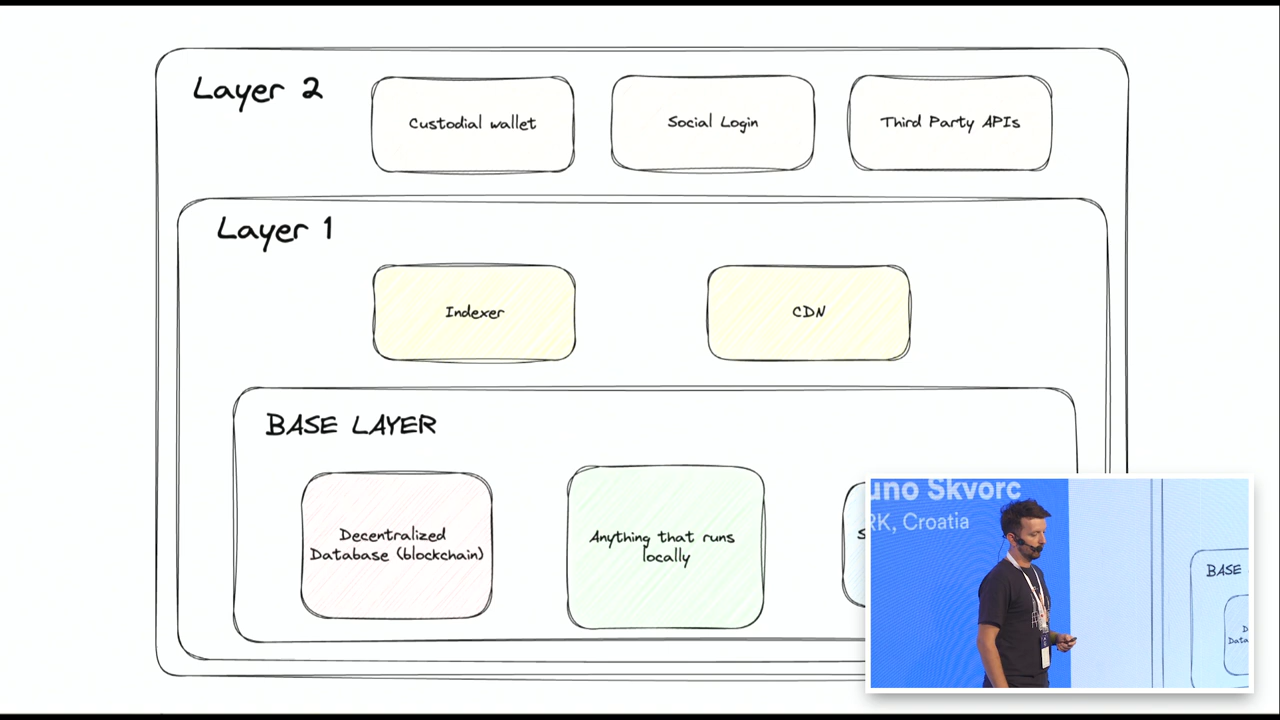 Layer 2
Custodial wallet
Social Login
Third Party APIs
Layer 1
Indexer
CDN
BASE LAYER
Decentralized
Database (blockchain)
Anything that runs
locally
uno Skvorc
RK, Croatia
BASE